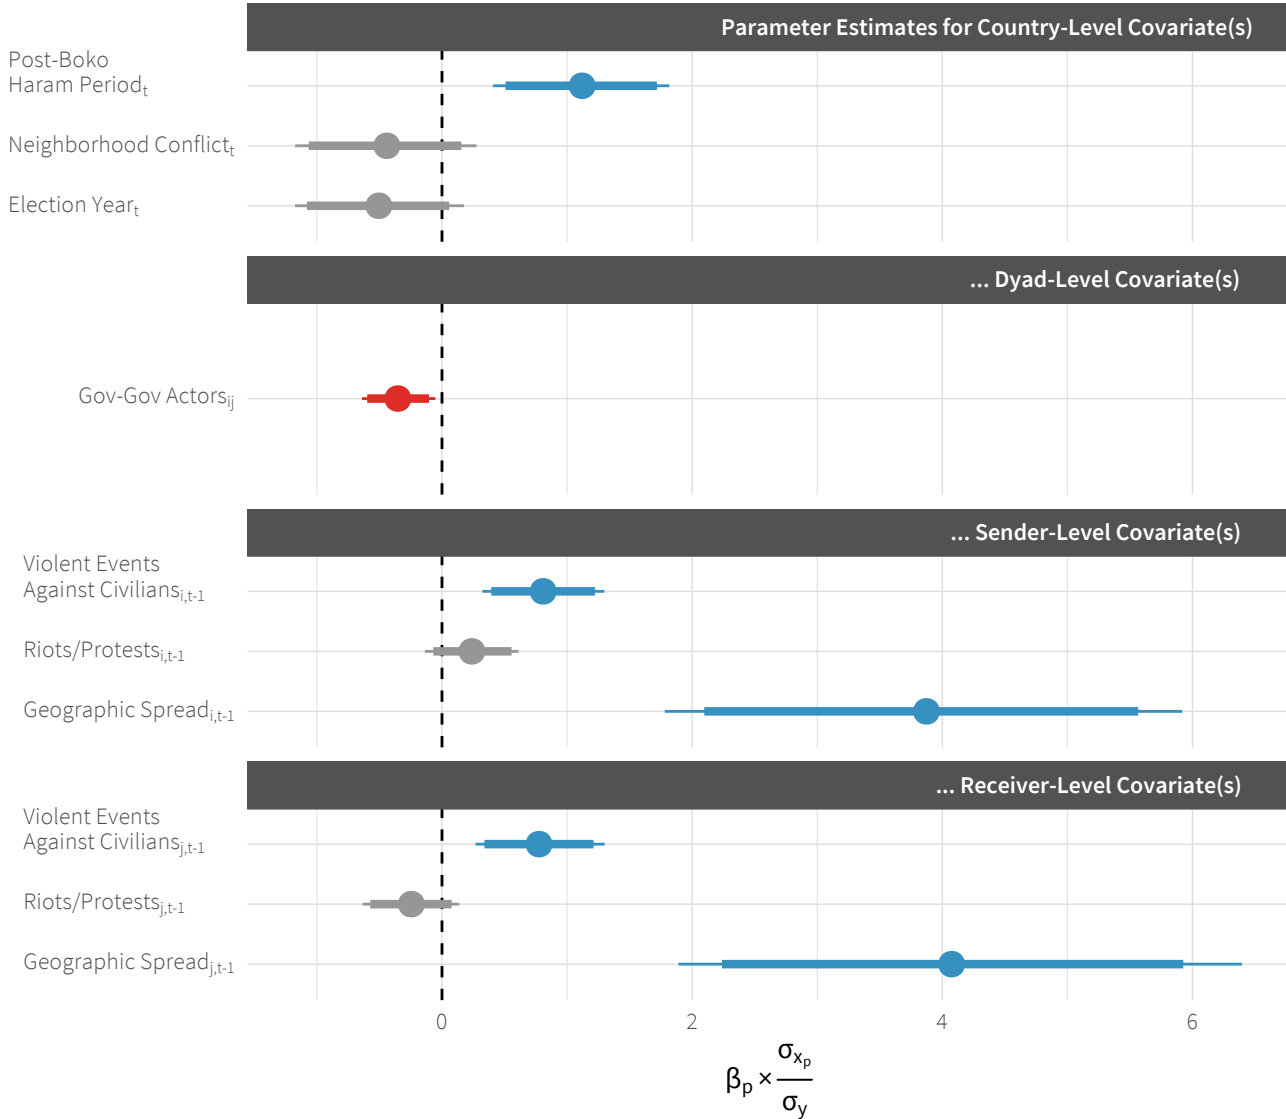 Parameter Estimates for Country-Level Covariate(s)
Post-Boko
Haram Periodₜ
Neighborhood Conflictₜ
Election Yearₜ
... Dyad-Level Covariate(s)
Gov-Gov Actorsᵢⱼ
... Sender-Level Covariate(s)
Violent Events
Against Civiliansᵢ,ₜ₋₁
Riots/Protestsᵢ,ₜ₋₁
Geographic Spreadᵢ,ₜ₋₁
... Receiver-Level Covariate(s)
Violent Events
Against Civiliansⱼ,ₜ₋₁
Riots/Protestsⱼ,ₜ₋₁
Geographic Spreadⱼ,ₜ₋₁
0 2 4 6
βₚ × σₓₚ / σᵧ